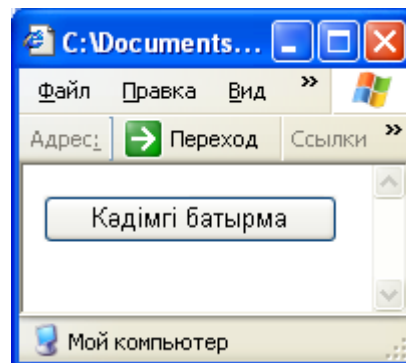 C:\Documents...
Файл Правка Вид »
Адрес: Переход Ссылки »
Кәдімгі батырма
Мой компьютер